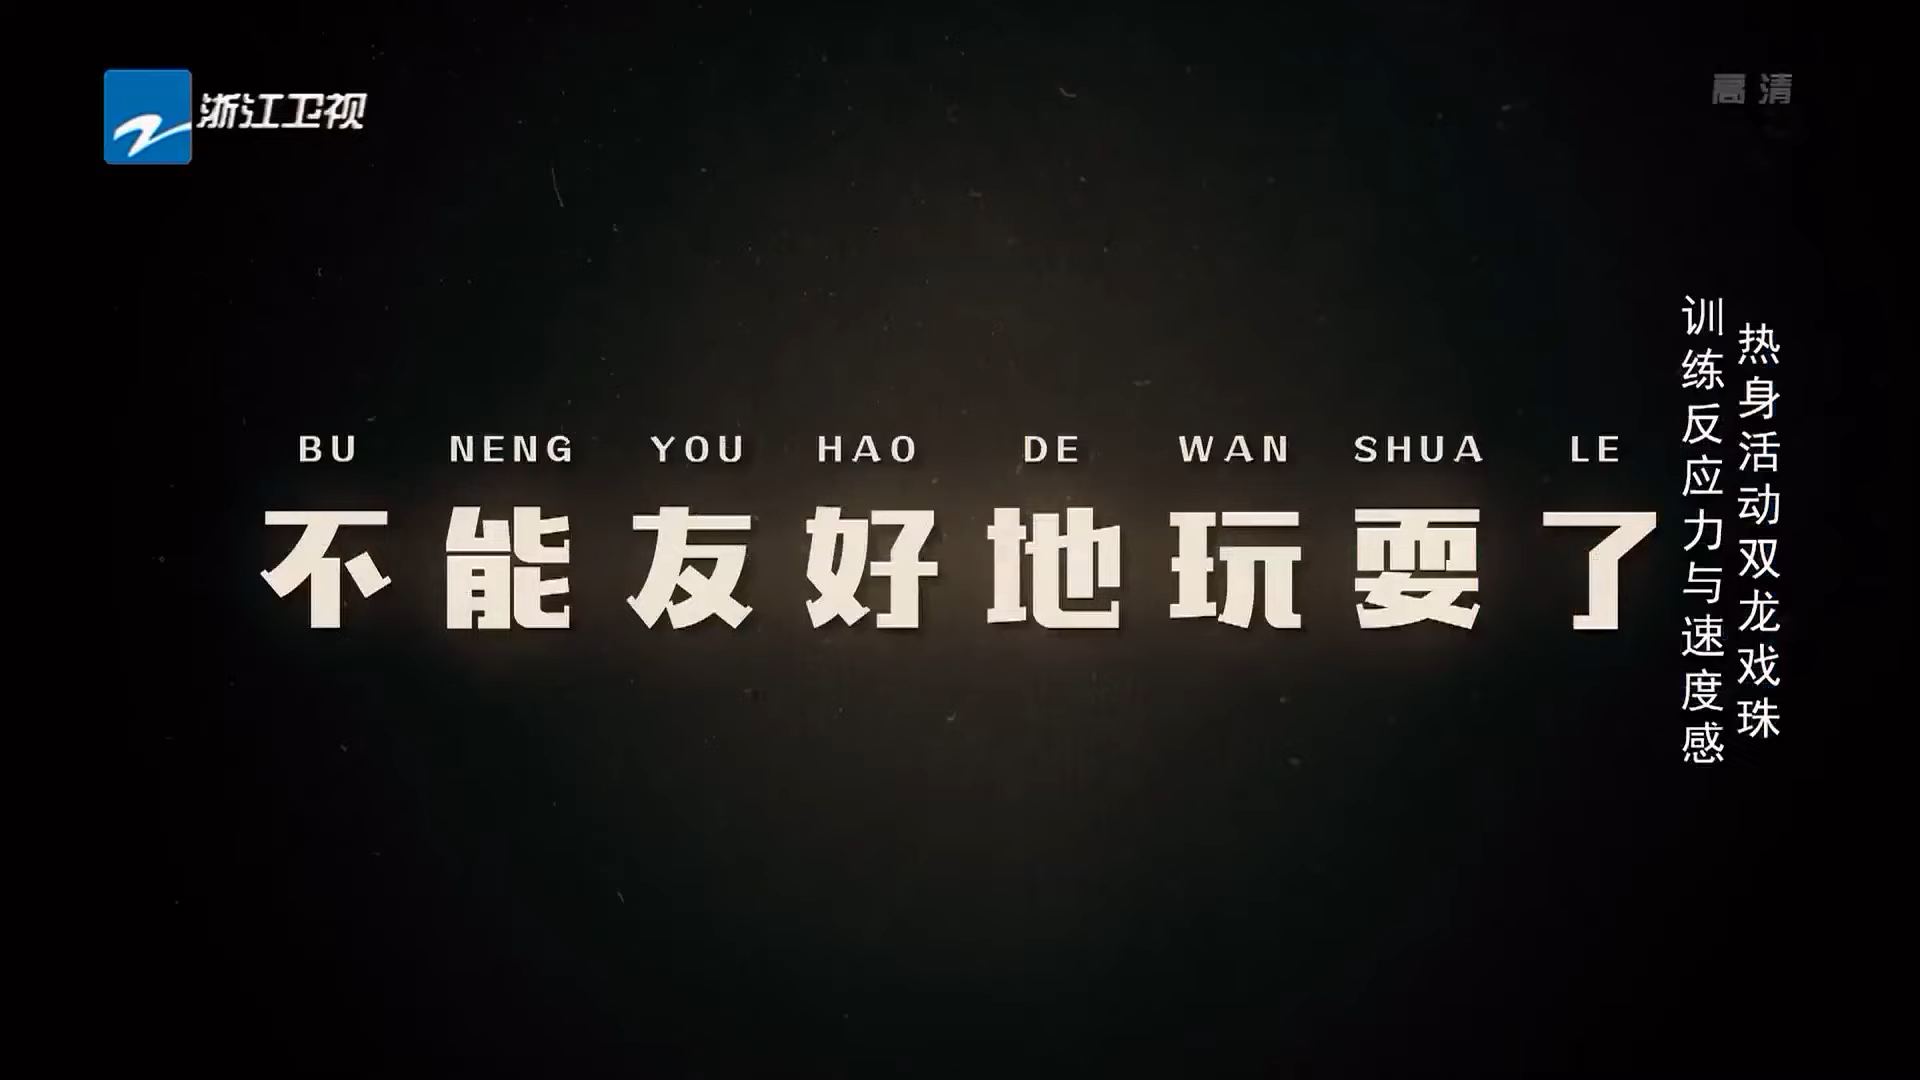 浙江卫视
高清
BU NENG YOU HAO DE WAN SHUA LE
不能友好地玩耍了
热身活动双龙戏珠
训练反应力与速度感